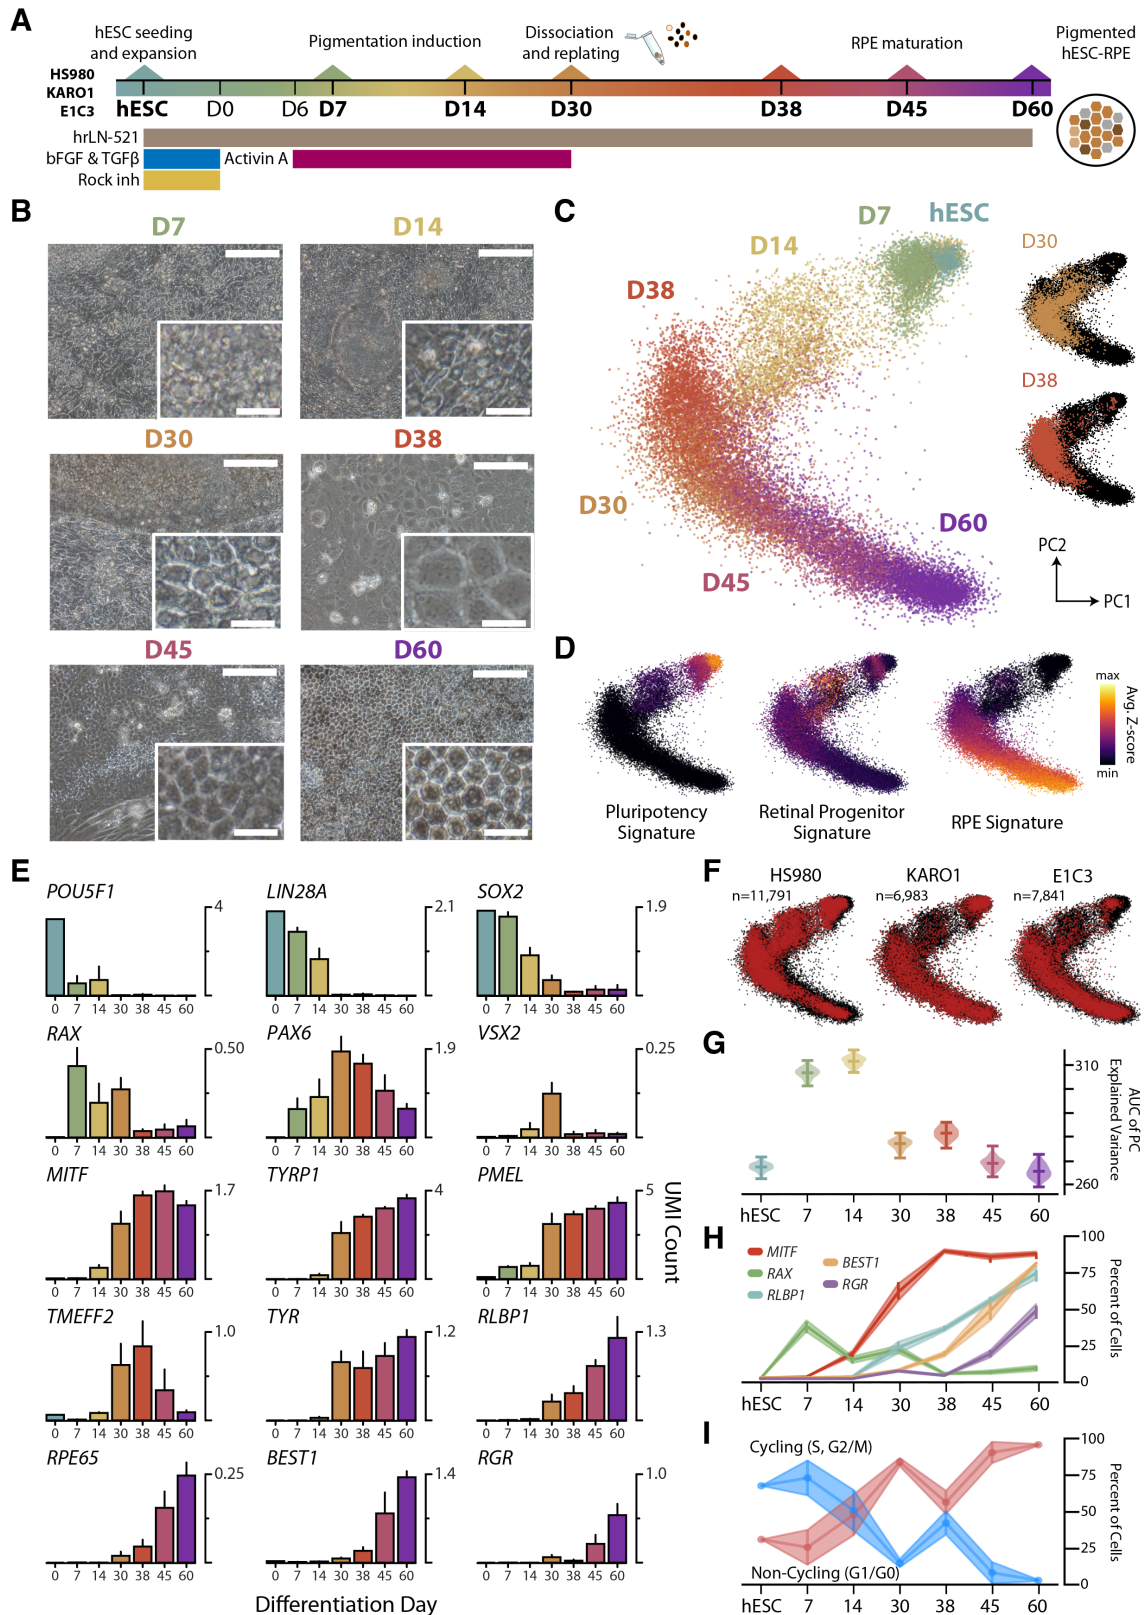 A
hESC seeding
and expansion
Pigmentation induction
Dissociation
and replating
RPE maturation
Pigmented
hESC-RPE
HS980
KARO1
E1C3
hESC D0 D6 D7 D14 D30 D38 D45 D60
hrLN-521
bFGF & TGFβ Activin A
Rock inh
B
D7 D14
D30 D38
D45 D60
C
hESC
D7
D14
D38
D30
D45
D60
D30
D38
PC2
PC1
D
Pluripotency
Signature
Retinal Progenitor
Signature
RPE Signature
max
min
Avg. Z-score
E
POU5F1 4
0 7 14 30 38 45 60
LIN28A 2.1
0 7 14 30 38 45 60
SOX2 1.9
0 7 14 30 38 45 60
RAX 0.50
0 7 14 30 38 45 60
PAX6 1.9
0 7 14 30 38 45 60
VSX2 0.25
0 7 14 30 38 45 60
MITF 1.7
0 7 14 30 38 45 60
TYRP1 4
0 7 14 30 38 45 60
PMEL 5
0 7 14 30 38 45 60
TMEFF2 1.0
0 7 14 30 38 45 60
TYR 1.2
0 7 14 30 38 45 60
RLBP1 1.3
0 7 14 30 38 45 60
RPE65 0.25
0 7 14 30 38 45 60
BEST1 1.4
0 7 14 30 38 45 60
RGR 1.0
0 7 14 30 38 45 60
UMI Count
Differentiation Day
F
HS980
n=11,791
KARO1
n=6,983
E1C3
n=7,841
G
310
260
AUC of PC
Explained Variance
hESC 7 14 30 38 45 60
H
MITF
RAX
RLBP1
BEST1
RGR
100
75
50
25
0
Percent of Cells
hESC 7 14 30 38 45 60
I
Cycling (S, G2/M)
Non-Cycling (G1/G0)
100
75
50
25
0
Percent of Cells
hESC 7 14 30 38 45 60